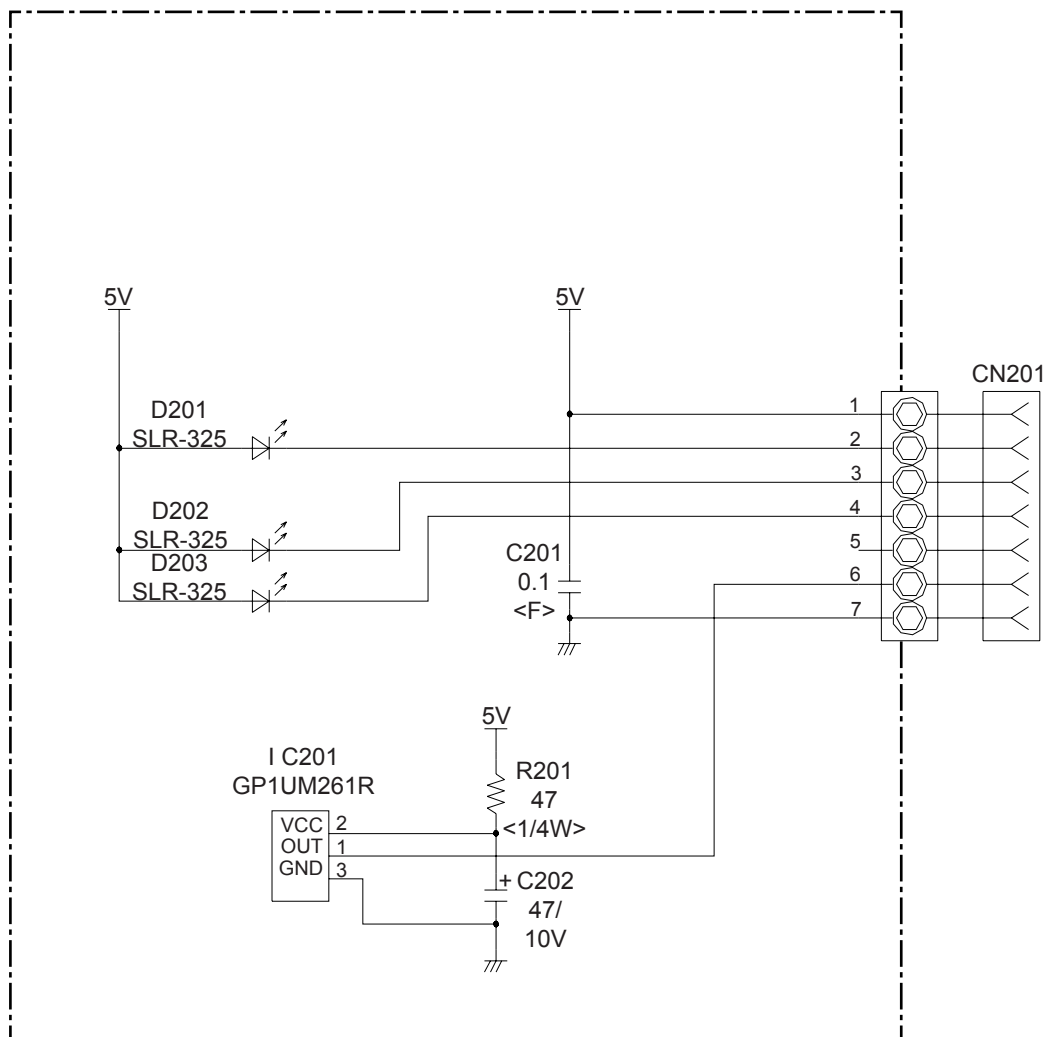 5V
5V
CN201
D201
SLR-325
1
2
3
D202
SLR-325
4
D203
SLR-325
5
C201
0.1
<F>
6
7
5V
I C201
GP1UM261R
R201
47
<1/4W>
VCC 2
OUT 1
GND 3
+ C202
47/
10V